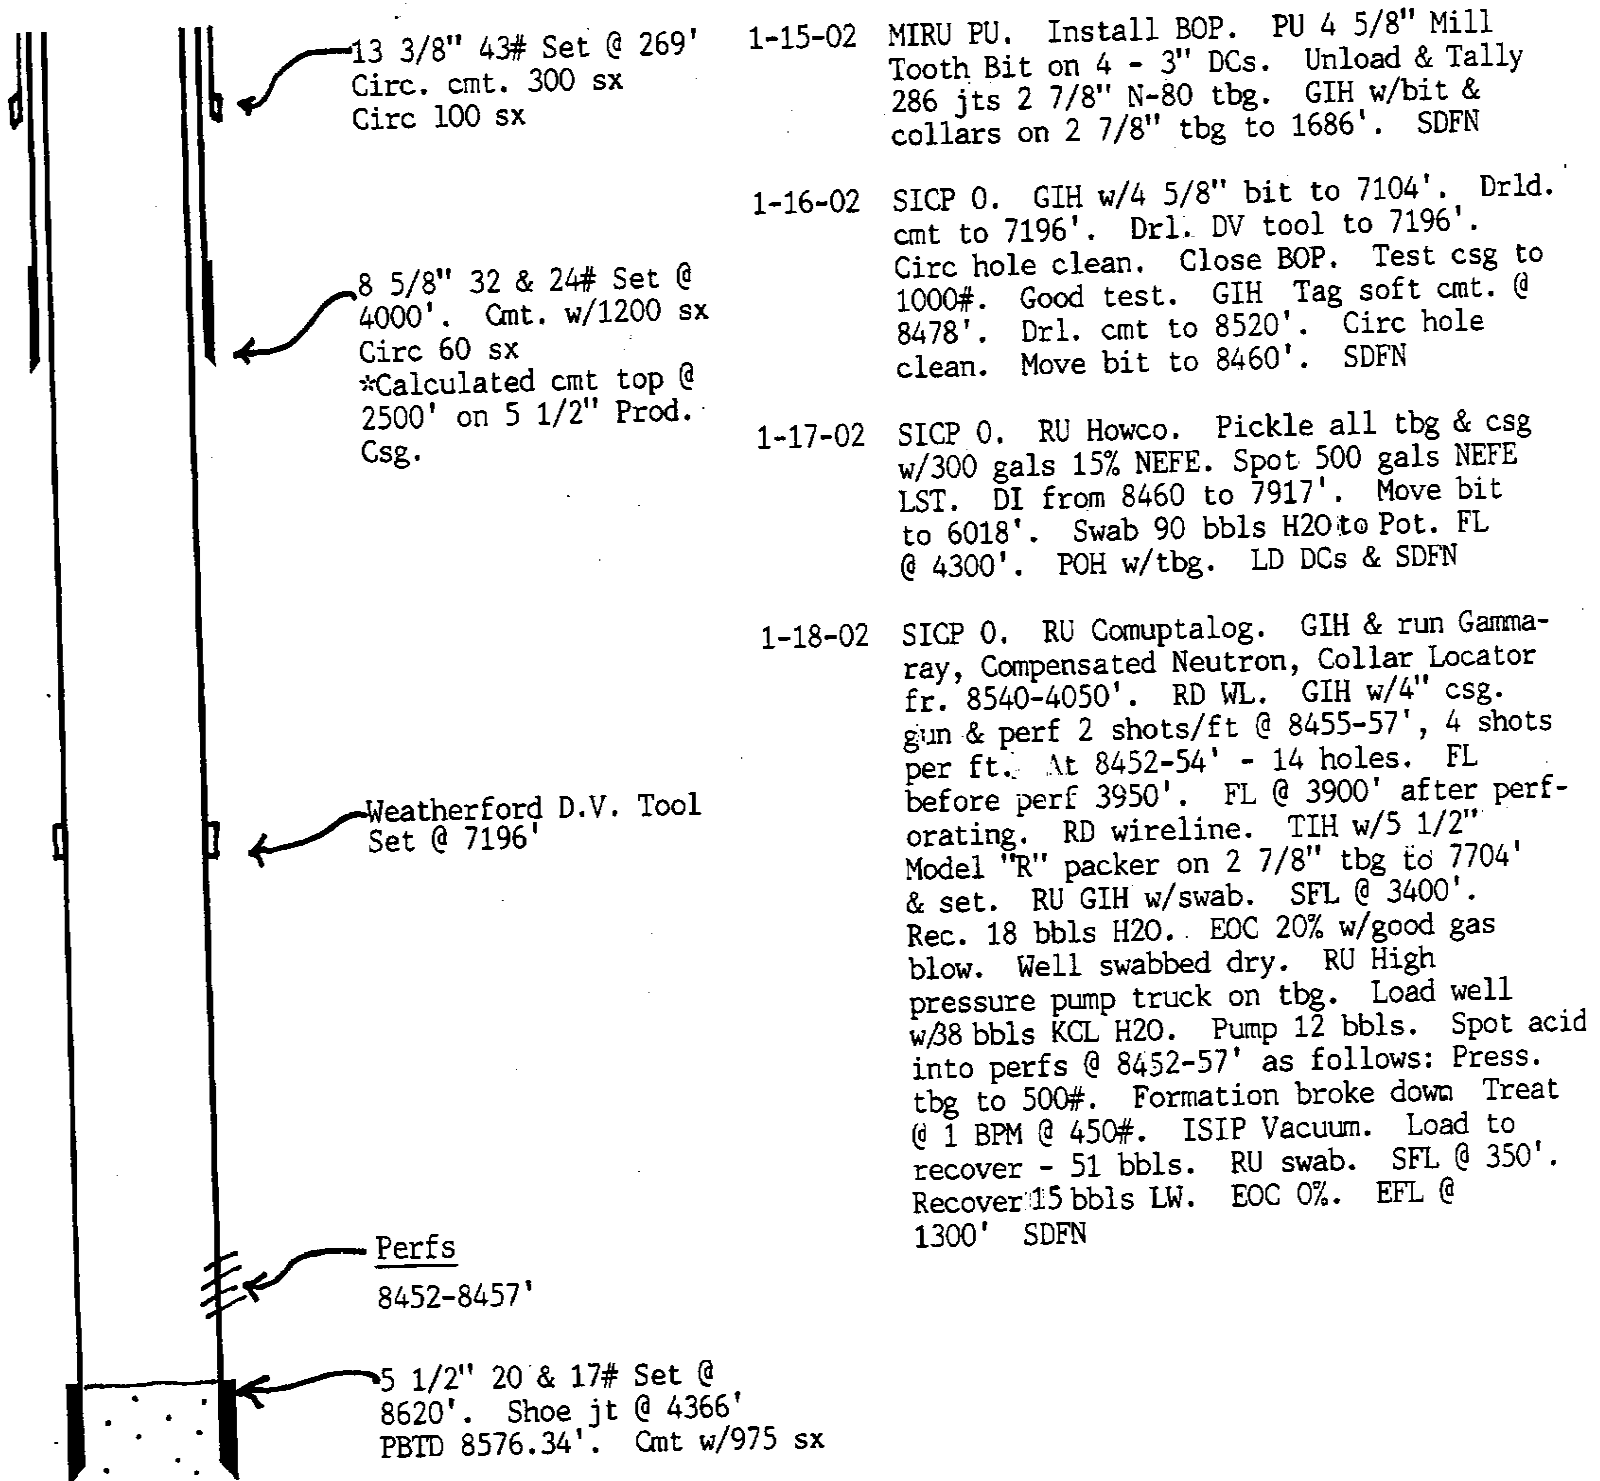 13 3/8" 43# Set @ 269'
Circ. cmt. 300 sx
Circ 100 sx
8 5/8" 32 & 24# Set @
4000'. Cmt. w/1200 sx
Circ 60 sx
*Calculated cmt top @
2500' on 5 1/2" Prod.
Csg.
Weatherford D.V. Tool
Set @ 7196'
Perfs
8452-8457'
5 1/2" 20 & 17# Set @
8620'. Shoe jt @ 4366'
PBTD 8576.34'. Cmt w/975 sx
1-15-02 MIRU PU. Install BOP. PU 4 5/8" Mill
Tooth Bit on 4 - 3" DCs. Unload & Tally
286 jts 2 7/8" N-80 tbg. GIH w/bit &
collars on 2 7/8" tbg to 1686'. SDFN
1-16-02 SICP 0. GIH w/4 5/8" bit to 7104'. Drld.
cmt to 7196'. Drl. DV tool to 7196'.
Circ hole clean. Close BOP. Test csg to
1000#. Good test. GIH Tag soft cmt. @
8478'. Drl. cmt to 8520'. Circ hole
clean. Move bit to 8460'. SDFN
1-17-02 SICP 0. RU Howco. Pickle all tbg & csg
w/300 gals 15% NEFE. Spot 500 gals NEFE
LST. DI from 8460 to 7917'. Move bit
to 6018'. Swab 90 bbls H2O to Pot. FL
@ 4300'. POH w/tbg. LD DCs & SDFN
1-18-02 SICP 0. RU Comuptalog. GIH & run Gamma-
ray, Compensated Neutron, Collar Locator
fr. 8540-4050'. RD WL. GIH w/4" csg.
gun & perf 2 shots/ft @ 8455-57', 4 shots
per ft. At 8452-54' - 14 holes. FL
before perf 3950'. FL @ 3900' after perf-
orating. RD wireline. TIH w/5 1/2"
Model "R" packer on 2 7/8" tbg to 7704'
& set. RU GIH w/swab. SFL @ 3400'.
Rec. 18 bbls H2O. EOC 20% w/good gas
blow. Well swabbed dry. RU High
pressure pump truck on tbg. Load well
w/38 bbls KCL H2O. Pump 12 bbls. Spot acid
into perfs @ 8452-57' as follows: Press.
tbg to 500#. Formation broke down Treat
@ 1 BPM @ 450#. ISIP Vacuum. Load to
recover - 51 bbls. RU swab. SFL @ 350'.
Recover 15 bbls LW. EOC 0%. EFL @
1300' SDFN